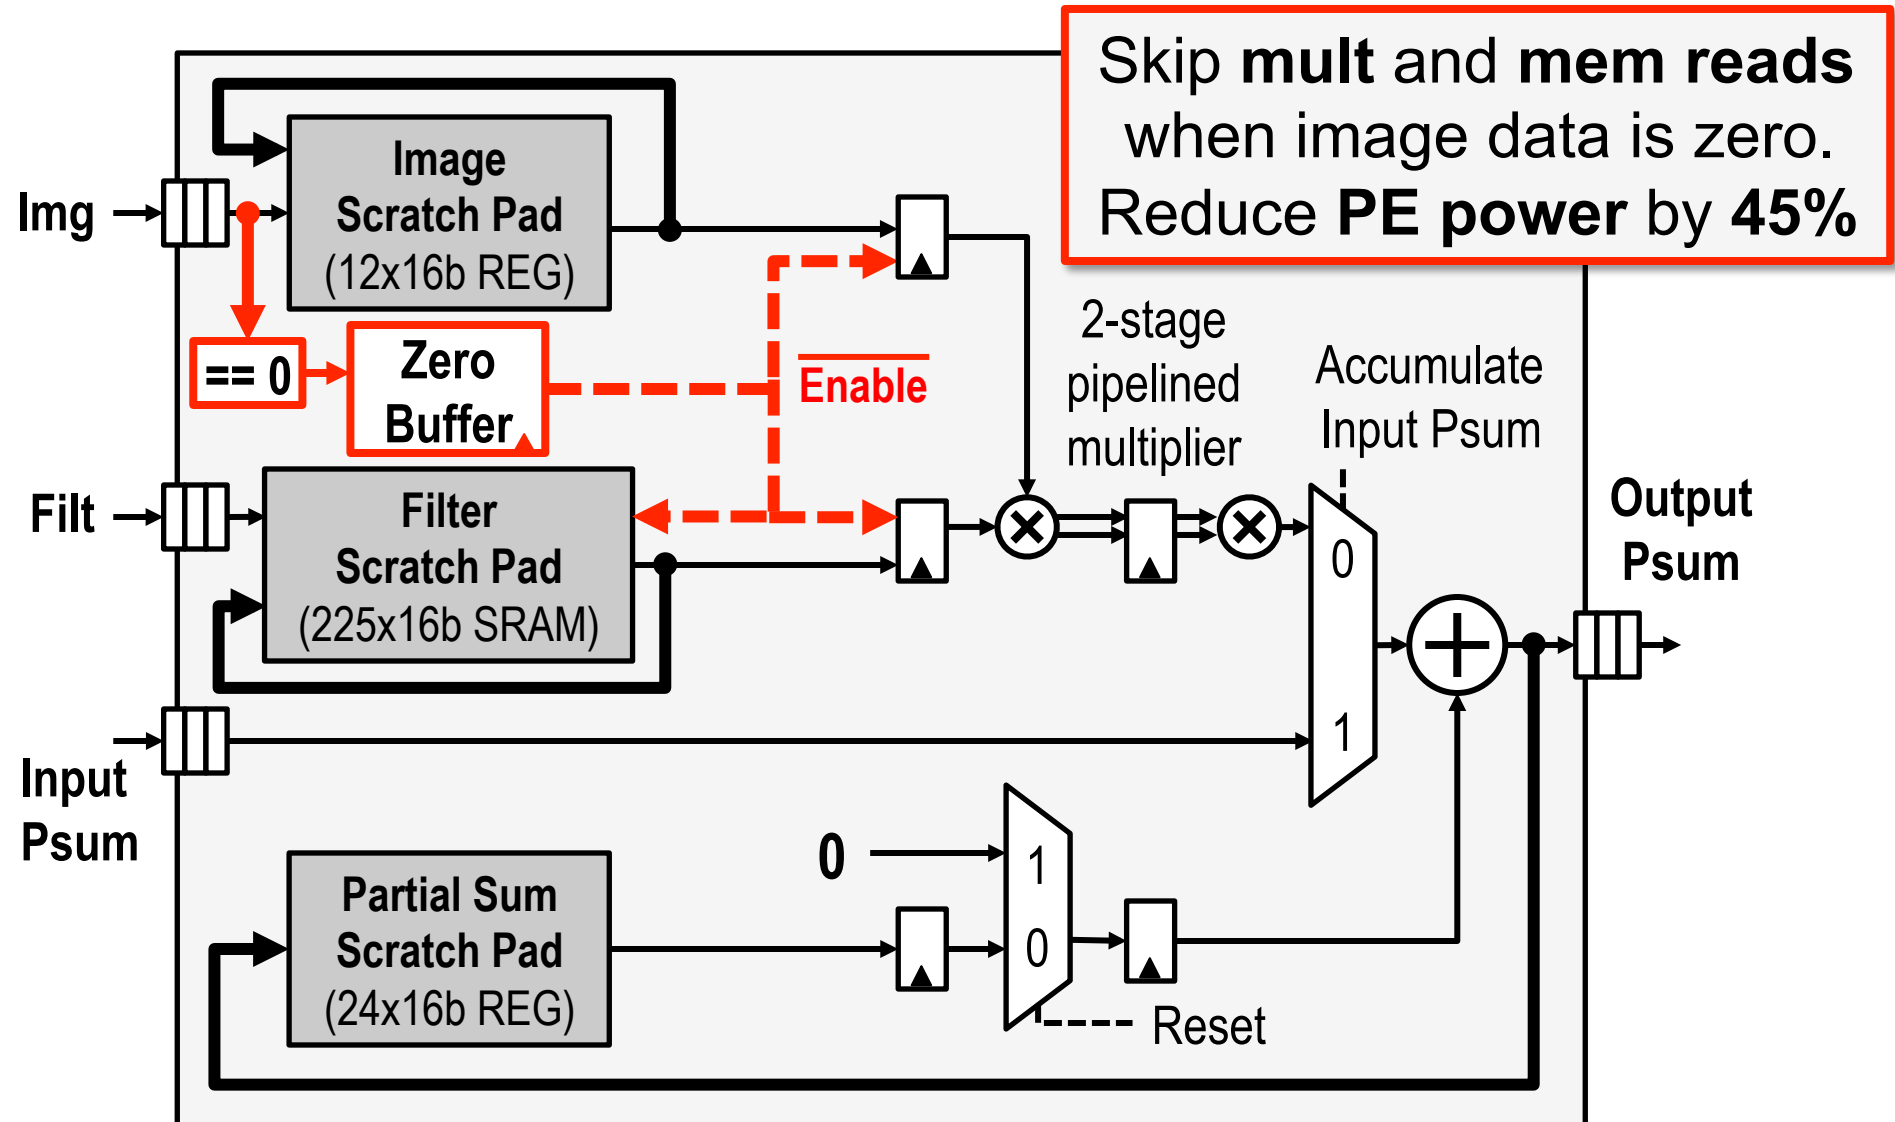 Skip mult and mem reads
when image data is zero.
Reduce PE power by 45%
Img
Image
Scratch Pad
(12x16b REG)
== 0
Zero
Buffer
Enable
2-stage
pipelined
multiplier
Accumulate
Input Psum
Filt
Filter
Scratch Pad
(225x16b SRAM)
0
1
Output
Psum
Input
Psum
Partial Sum
Scratch Pad
(24x16b REG)
0
1
0
Reset